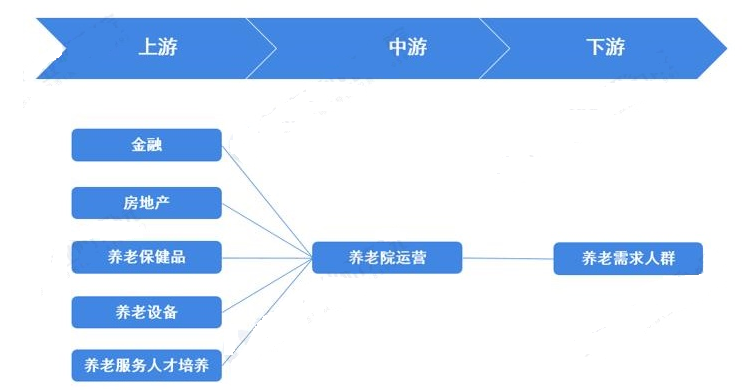 上游
中游
下游
金融
房地产
养老保健品
养老院运营
养老需求人群
养老设备
养老服务人才培养